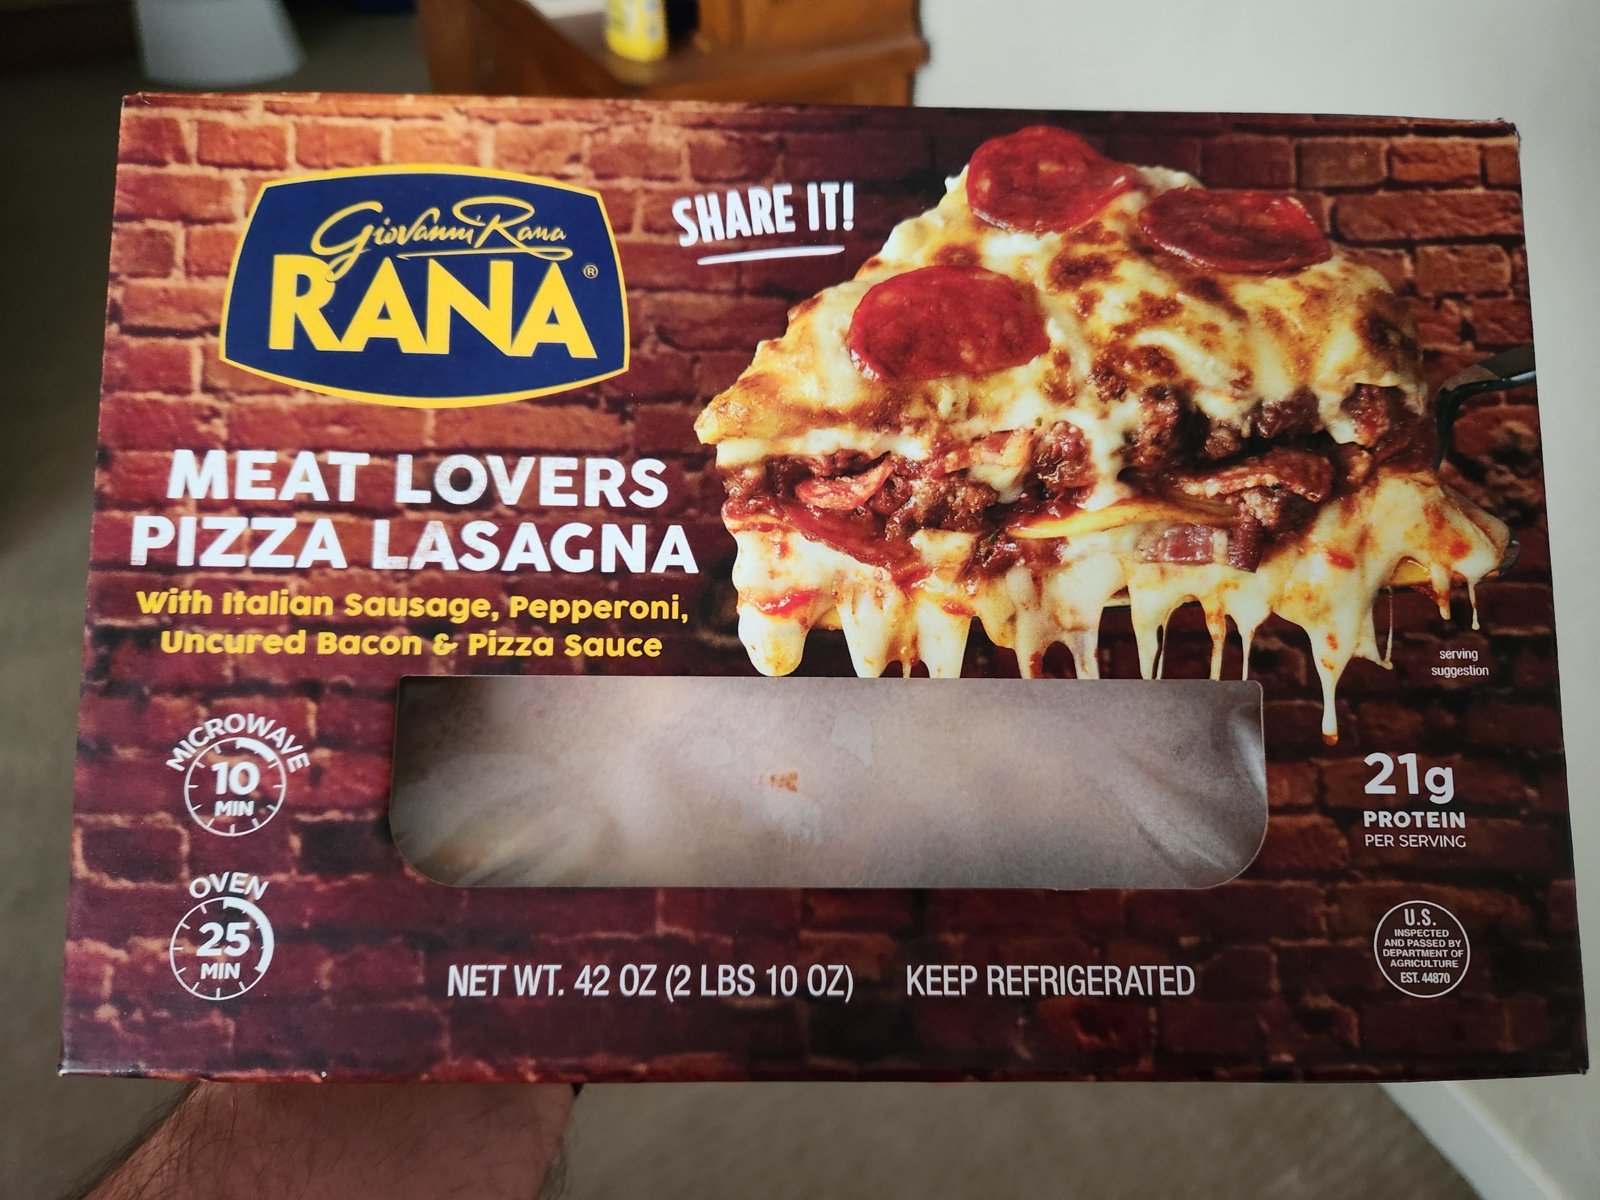 Giovanni Rana
RANA®
SHARE IT!
MEAT LOVERS
PIZZA LASAGNA
With Italian Sausage, Pepperoni,
Uncured Bacon & Pizza Sauce
serving
suggestion
MICROWAVE
10
MIN
21g
PROTEIN
PER SERVING
OVEN
25
MIN
NET WT. 42 OZ (2 LBS 10 OZ) KEEP REFRIGERATED
U.S.
INSPECTED
AND PASSED BY
DEPARTMENT OF
AGRICULTURE
EST. 44870